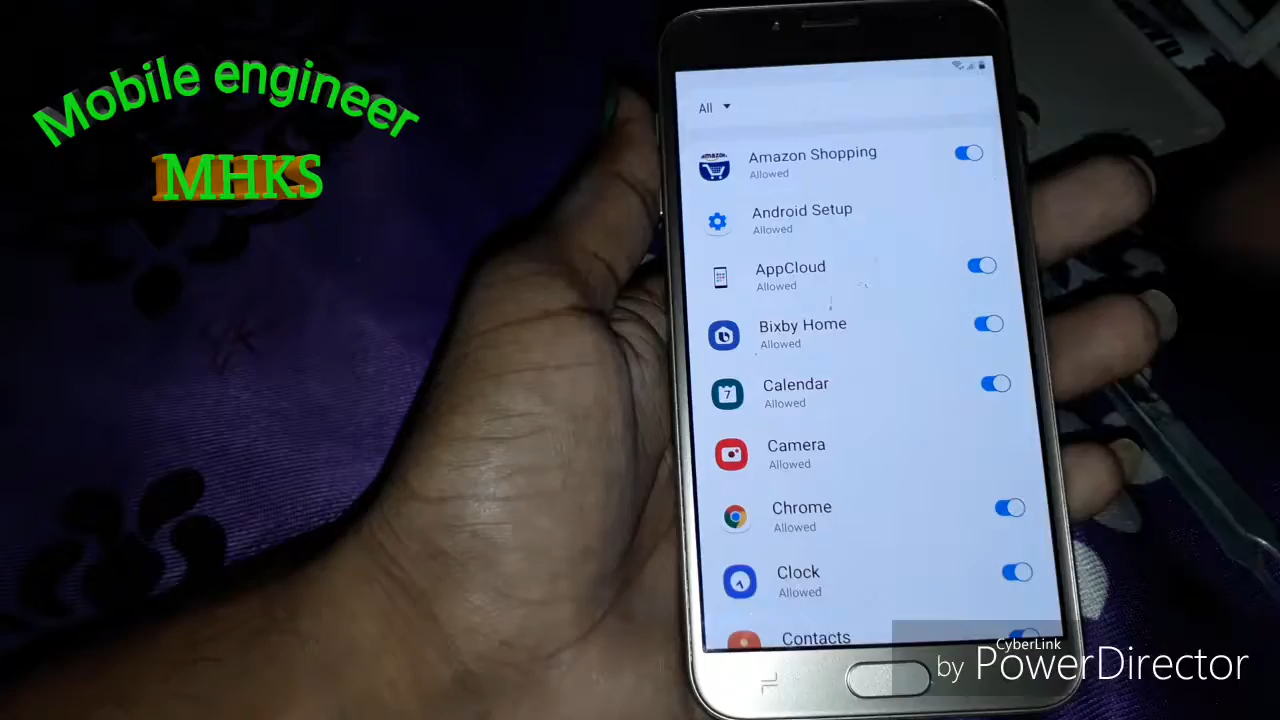 Mobile engineer
MHKS
All
Amazon Shopping
Allowed
Android Setup
Allowed
AppCloud
Allowed
Bixby Home
Allowed
Calendar
Allowed
Camera
Allowed
Chrome
Allowed
Clock
Allowed
Contacts
CyberLink
by PowerDirector